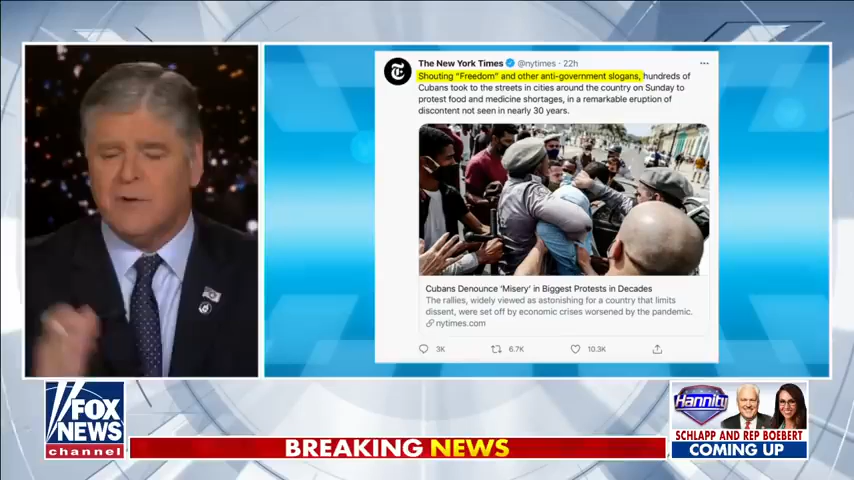 The New York Times @nytimes · 22h
Shouting “Freedom” and other anti-government slogans, hundreds of
Cubans took to the streets in cities around the country on Sunday to
protest food and medicine shortages, in a remarkable eruption of
discontent not seen in nearly 30 years.
Cubans Denounce ‘Misery’ in Biggest Protests in Decades
The rallies, widely viewed as astonishing for a country that limits
dissent, were set off by economic crises worsened by the pandemic.
nytimes.com
3K 6.7K 10.3K
FOX
NEWS
channel
BREAKING NEWS
Hannity
SCHLAPP AND REP BOEBERT
COMING UP